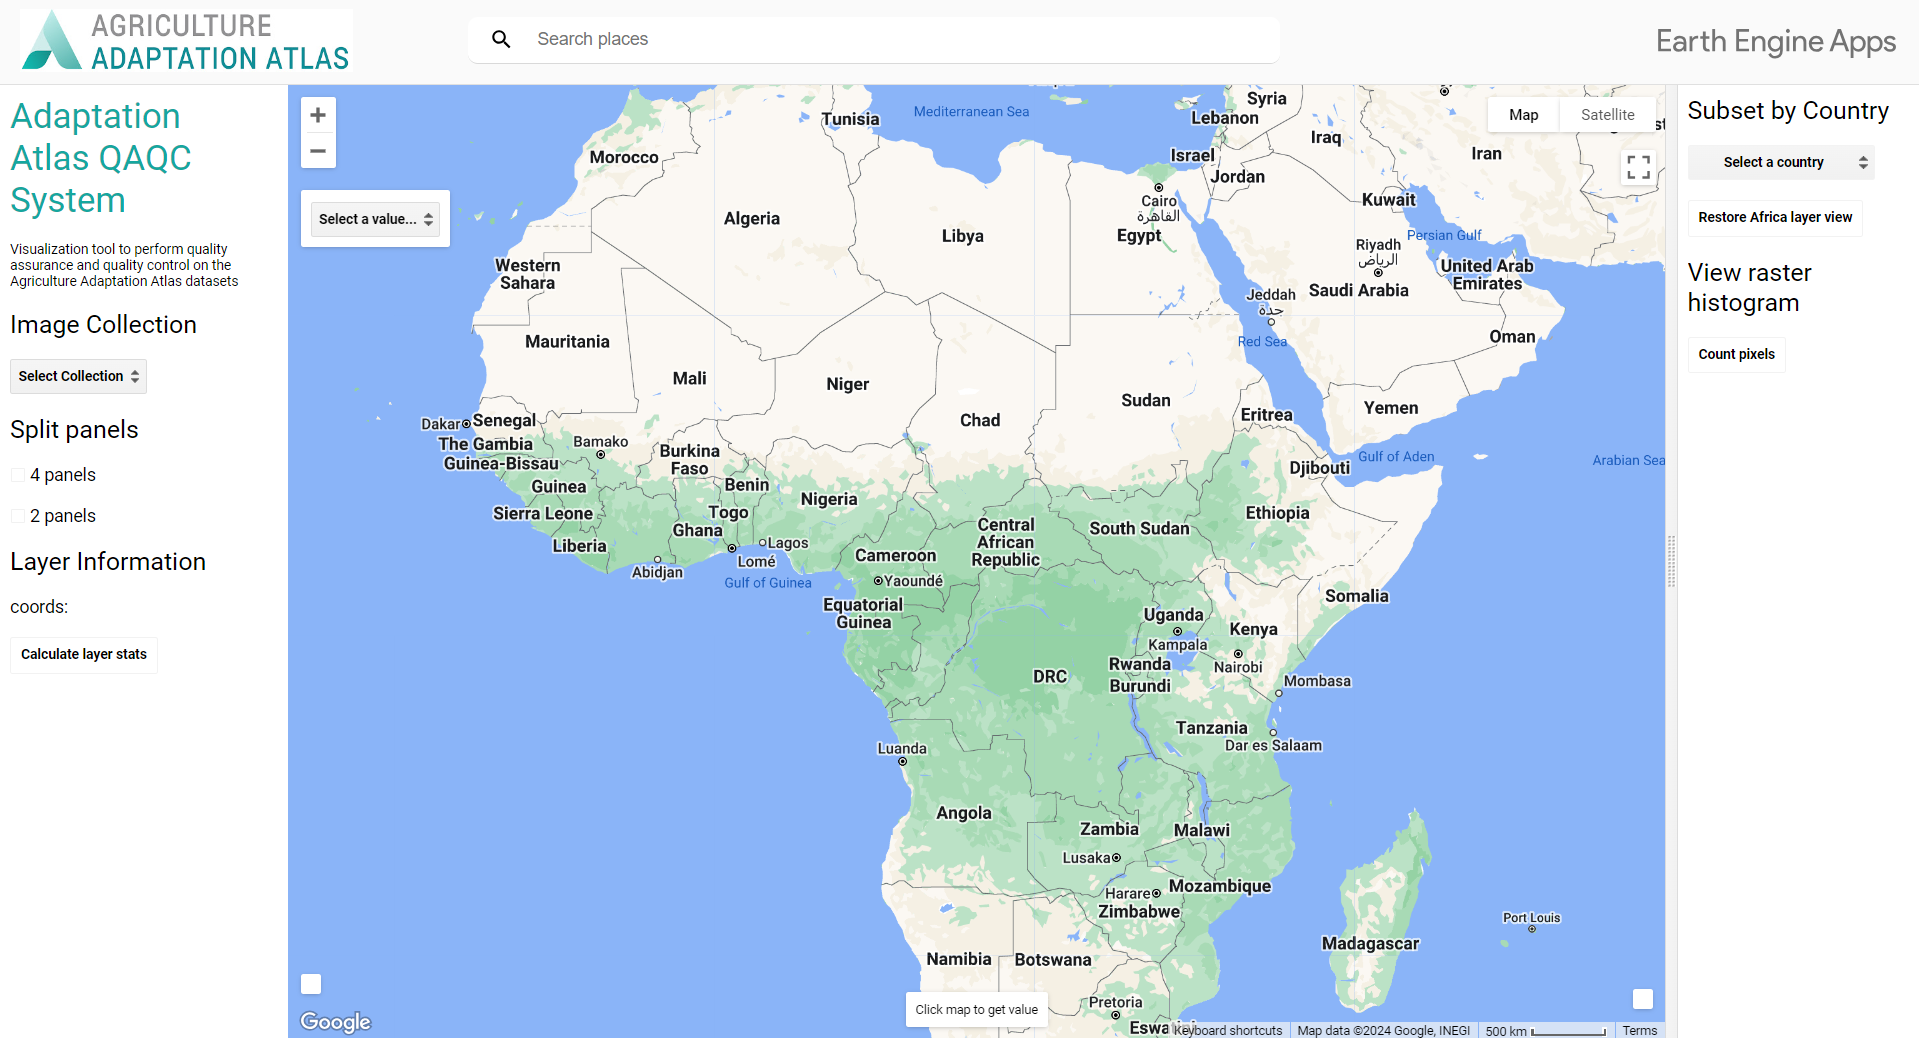 AGRICULTURE
ADAPTATION ATLAS
Search places
Earth Engine Apps
Adaptation
Atlas QAQC
System
Visualization tool to perform quality
assurance and quality control on the
Agriculture Adaptation Atlas datasets
Image Collection
Select Collection
Split panels
4 panels
2 panels
Layer Information
coords:
Calculate layer stats
+
−
Select a value...
Map
Satellite
Mediterranean Sea
Tunisia
Syria
Lebanon
Iraq
Iran
Israel
Jordan
Morocco
Cairo
القاهرة
Egypt
Kuwait
Persian Gulf
Algeria
Libya
Riyadh
الرياض
Western
Sahara
United Arab
Emirates
Saudi Arabia
Jeddah
جدة
Red Sea
Oman
Mauritania
Mali
Niger
Chad
Sudan
Eritrea
Yemen
Dakar
Senegal
The Gambia
Guinea-Bissau
Bamako
Burkina
Faso
Djibouti
Gulf of Aden
Arabian Sea
Guinea
Benin
Nigeria
Sierra Leone
Togo
Ghana
Central
African
Republic
South Sudan
Ethiopia
Liberia
Lagos
Lomé
Abidjan
Cameroon
Gulf of Guinea
Yaoundé
Equatorial
Guinea
Somalia
Uganda
Kenya
Kampala
Nairobi
DRC
Rwanda
Burundi
Mombasa
Tanzania
Dar es Salaam
Luanda
Angola
Zambia
Malawi
Lusaka
Harare
Mozambique
Zimbabwe
Port Louis
Madagascar
Namibia
Botswana
Pretoria
Click map to get value
Google
Keyboard shortcuts
Map data ©2024 Google, INEGI
500 km
Terms
Subset by Country
Select a country
Restore Africa layer view
View raster
histogram
Count pixels